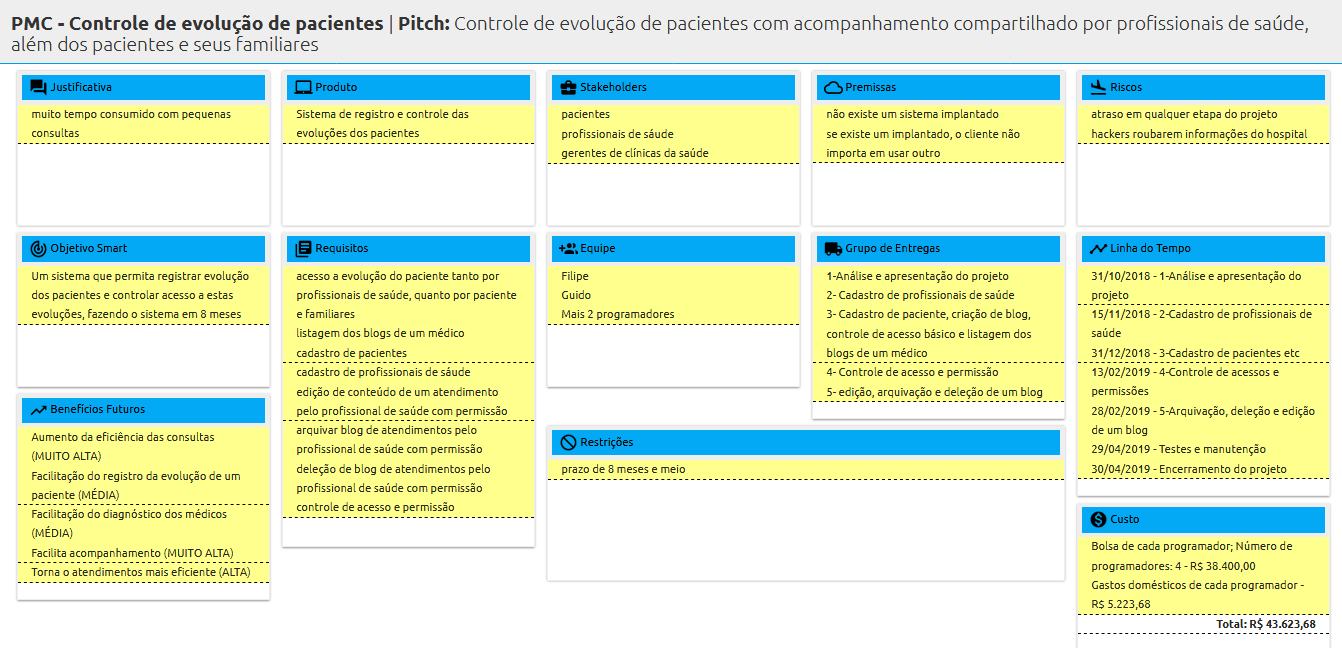 PMC - Controle de evolução de pacientes | Pitch: Controle de evolução de pacientes com acompanhamento compartilhado por profissionais de saúde,
além dos pacientes e seus familiares
Justificativa
muito tempo consumido com pequenas
consultas
Produto
Sistema de registro e controle das
evoluções dos pacientes
Stakeholders
pacientes
profissionais de sáude
gerentes de clínicas da saúde
Premissas
não existe um sistema implantado
se existe um implantado, o cliente não
importa em usar outro
Riscos
atraso em qualquer etapa do projeto
hackers roubarem informações do hospital
Objetivo Smart
Um sistema que permita registrar evolução
dos pacientes e controlar acesso a estas
evoluções, fazendo o sistema em 8 meses
Requisitos
acesso a evolução do paciente tanto por
profissionais de saúde, quanto por paciente
e familiares
listagem dos blogs de um médico
cadastro de pacientes
cadastro de profissionais de sáude
edição de conteúdo de um atendimento
pelo profissional de saúde com permissão
arquivar blog de atendimentos pelo
profissional de saúde com permissão
deleção de blog de atendimentos pelo
profissional de saúde com permissão
controle de acesso e permissão
Equipe
Filipe
Guido
Mais 2 programadores
Grupo de Entregas
1-Análise e apresentação do projeto
2- Cadastro de profissionais de saúde
3- Cadastro de paciente, criação de blog,
controle de acesso básico e listagem dos
blogs de um médico
4- Controle de acesso e permissão
5- edição, arquivação e deleção de um blog
Linha do Tempo
31/10/2018 - 1-Análise e apresentação do
projeto
15/11/2018 - 2-Cadastro de profissionais de
saúde
31/12/2018 - 3-Cadastro de pacientes etc
13/02/2019 - 4-Controle de acessos e
permissões
28/02/2019 - 5-Arquivação, deleção e edição
de um blog
29/04/2019 - Testes e manutenção
30/04/2019 - Encerramento do projeto
Benefícios Futuros
Aumento da eficiência das consultas
(MUITO ALTA)
Facilitação do registro da evolução de um
paciente (MÉDIA)
Facilitação do diagnóstico dos médicos
(MÉDIA)
Facilita acompanhamento (MUITO ALTA)
Torna o atendimentos mais eficiente (ALTA)
Restrições
prazo de 8 meses e meio
Custo
Bolsa de cada programador; Número de
programadores: 4 - R$ 38.400,00
Gastos domésticos de cada programador -
R$ 5.223,68
Total: R$ 43.623,68